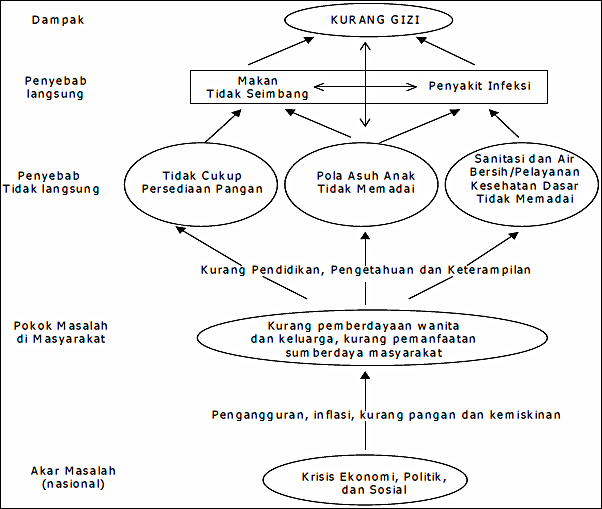 Dampak
KURANG GIZI
Penyebab
langsung
Makan
Tidak Seimbang
Penyakit Infeksi
Penyebab
Tidak langsung
Tidak Cukup
Persediaan Pangan
Pola Asuh Anak
Tidak Memadai
Sanitasi dan Air
Bersih/Pelayanan
Kesehatan Dasar
Tidak Memadai
Kurang Pendidikan, Pengetahuan dan Keterampilan
Pokok Masalah
di Masyarakat
Kurang pemberdayaan wanita
dan keluarga, kurang pemanfaatan
sumberdaya masyarakat
Pengangguran, inflasi, kurang pangan dan kemiskinan
Akar Masalah
(nasional)
Krisis Ekonomi, Politik,
dan Sosial